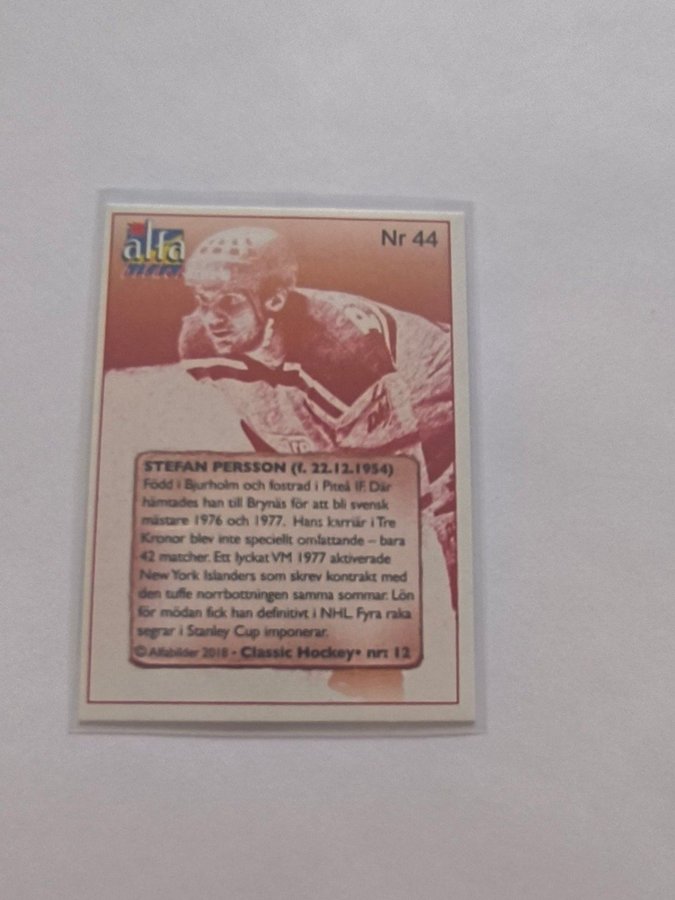 alfa
Nr 44
STEFAN PERSSON (f. 22.12.1954)
Född i Bjurholm och fostrad i Piteå IF. Där
hämtades han till Brynäs för att bli svensk
mästare 1976 och 1977. Hans karriär i Tre
Kronor blev inte speciellt omfattande – bara
42 matcher. Ett lyckat VM 1977 aktiverade
New York Islanders som skrev kontrakt med
den tuffe norrbottningen samma sommar. Lön
för mödan fick han definitivt i NHL. Fyra raka
segrar i Stanley Cup imponerar.
© Alfabilder 2018 • Classic Hockey• nr: 12